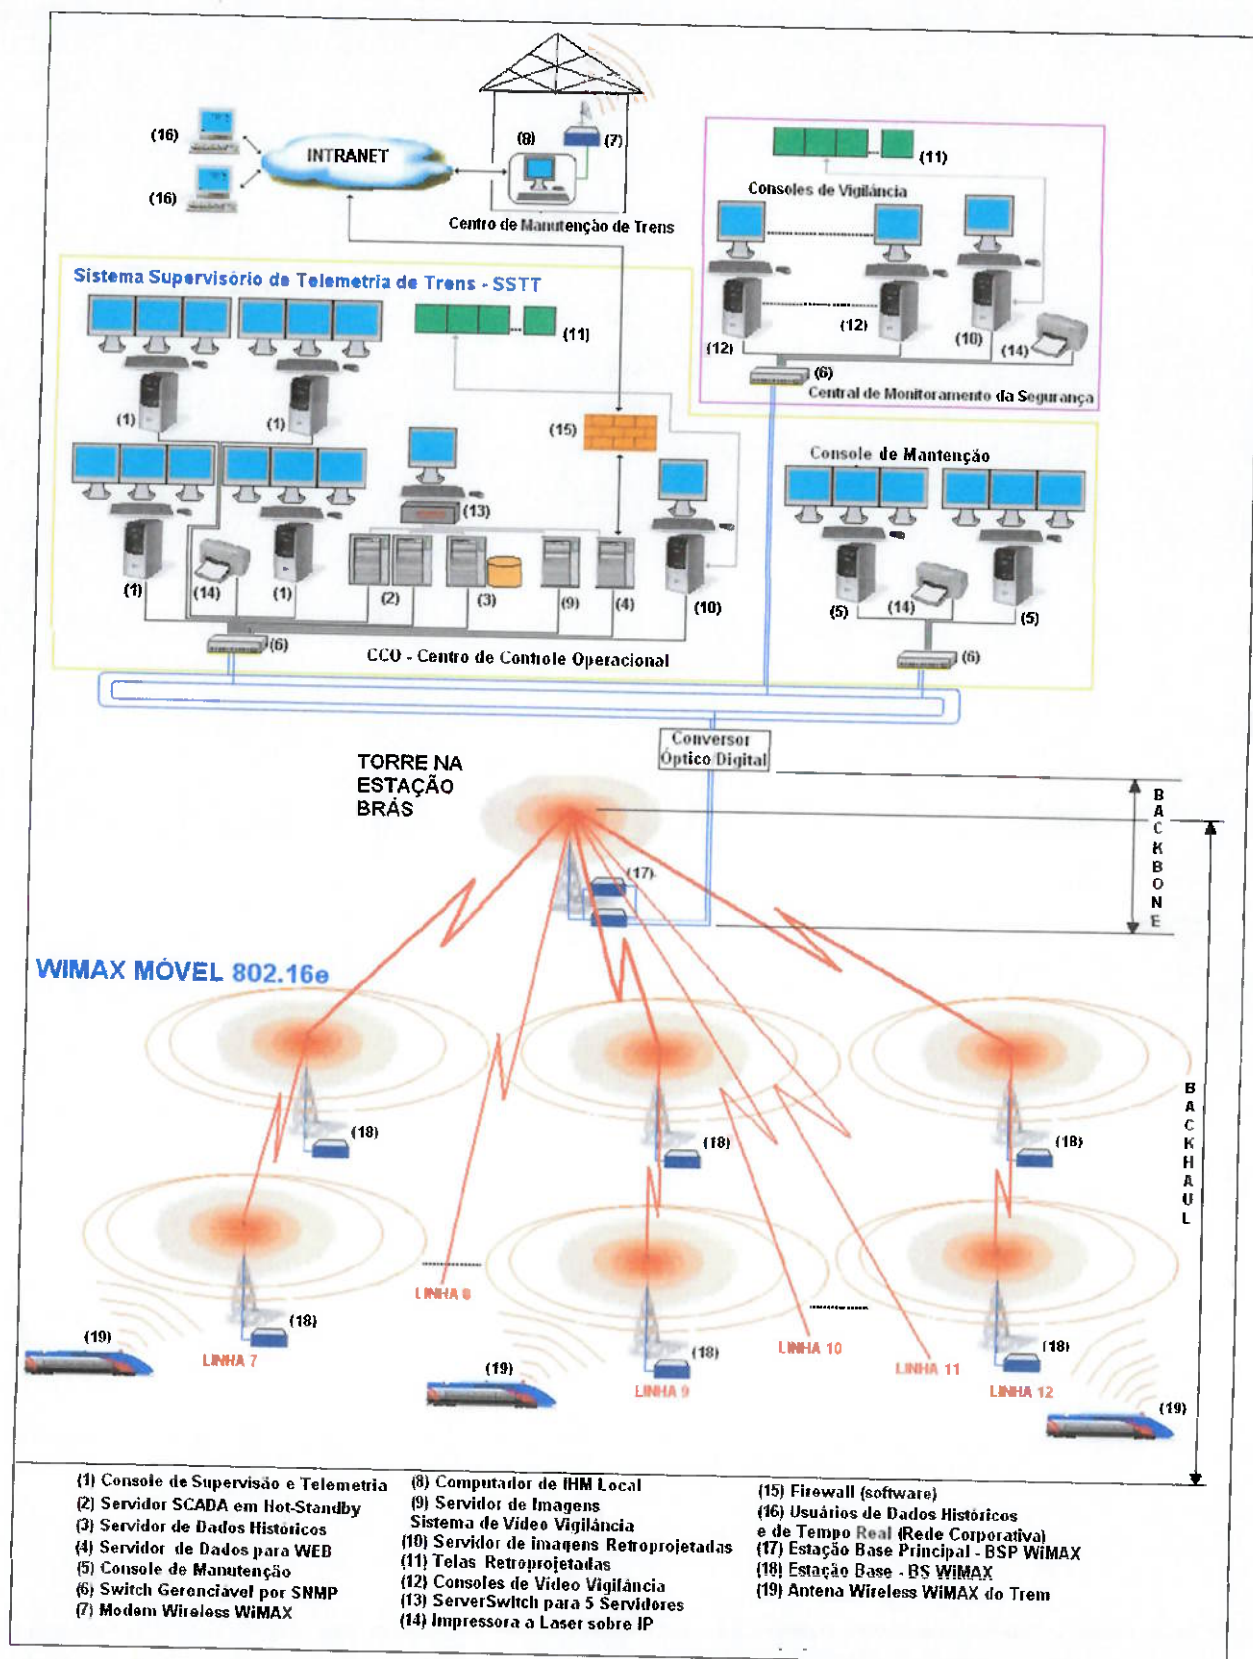 (16)
INTRANET
(8)
(7)
(16)
Centro de Manutenção de Trens
(11)
Consoles de Vigilância
(12)
(12)
(10)
(14)
(6)
Central de Monitoramento da Segurança
Sistema Supervisório de Telemetria de Trens - SSTT
(11)
(1)
(1)
(15)
(13)
(1)
(14)
(1)
(2)
(3)
(9)
(4)
(10)
(6)
CCO - Centro de Controle Operacional
Console de Mantenção
(5)
(14)
(5)
(6)
Conversor
Óptico/Digital
TORRE NA
ESTAÇÃO
BRÁS
(17)
BACKBONE
WIMAX MÓVEL 802.16e
(18)
(18)
(18)
BACKHAUL
LINHA 8
(18)
(19)
LINHA 7
(19)
(18)
LINHA 9
LINHA 10
LINHA 11
(18)
LINHA 12
(19)
(1) Console de Supervisão e Telemetria
(2) Servidor SCADA em Hot-Standby
(3) Servidor de Dados Históricos
(4) Servidor de Dados para WEB
(5) Console de Manutenção
(6) Switch Gerenciável por SNMP
(7) Modem Wireless WiMAX
(8) Computador de IHM Local
(9) Servidor de Imagens
Sistema de Vídeo Vigilância
(10) Servidor de imagens Retroprojetadas
(11) Telas Retroprojetadas
(12) Consoles de Vídeo Vigilância
(13) ServerSwitch para 5 Servidores
(14) Impressora a Laser sobre IP
(15) Firewall (software)
(16) Usuários de Dados Históricos
e de Tempo Real (Rede Corporativa)
(17) Estação Base Principal - BSP WiMAX
(18) Estação Base - BS WiMAX
(19) Antena Wireless WiMAX do Trem